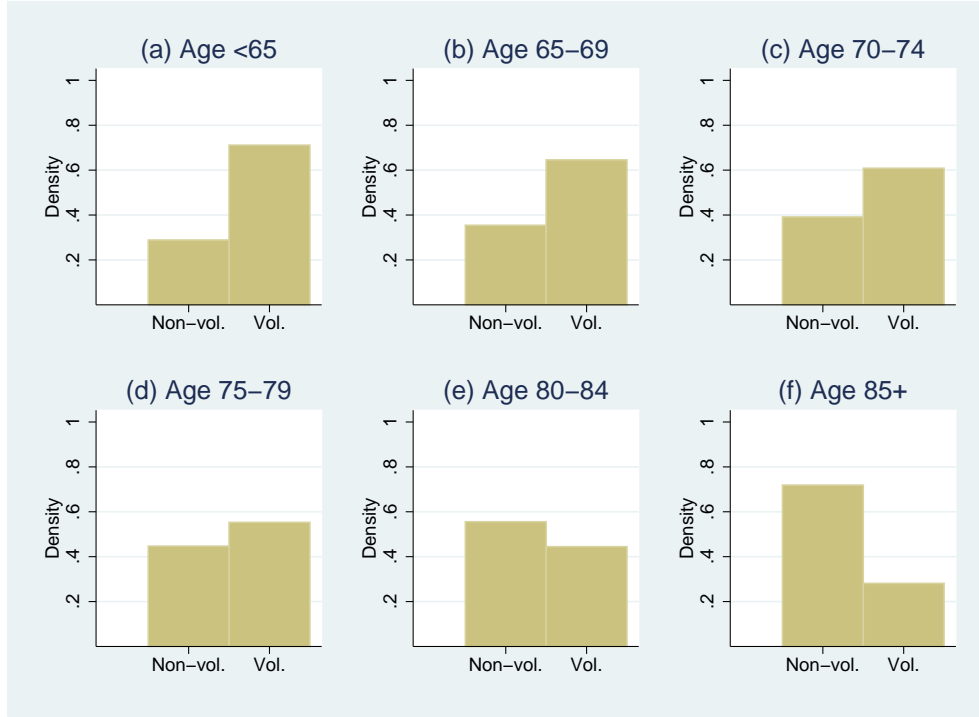 (a) Age <65
(b) Age 65–69
(c) Age 70–74
Density
.2
.4
.6
.8
1
Non–vol.
Vol.
Density
.2
.4
.6
.8
1
Non–vol.
Vol.
Density
.2
.4
.6
.8
1
Non–vol.
Vol.
(d) Age 75–79
(e) Age 80–84
(f) Age 85+
Density
.2
.4
.6
.8
1
Non–vol.
Vol.
Density
.2
.4
.6
.8
1
Non–vol.
Vol.
Density
.2
.4
.6
.8
1
Non–vol.
Vol.